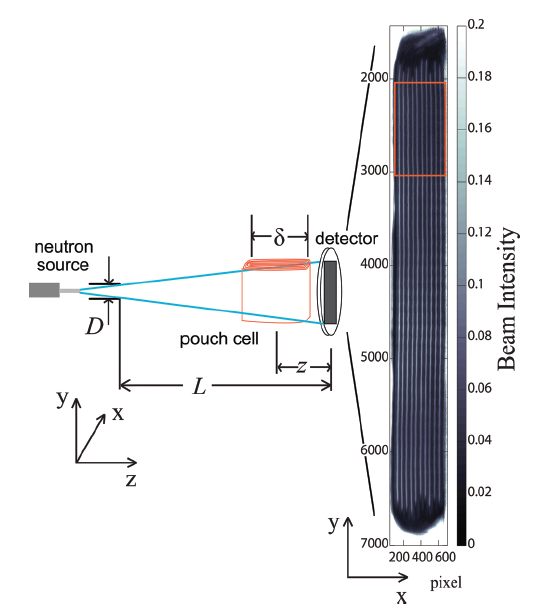 neutron
source
D
δ
detector
pouch cell
z
L
y
x
z
2000
3000
4000
5000
6000
7000
200 400 600
pixel
y
x
0.2
0.18
0.16
0.14
0.12
0.1
0.08
0.06
0.04
0.02
0
Beam Intensity